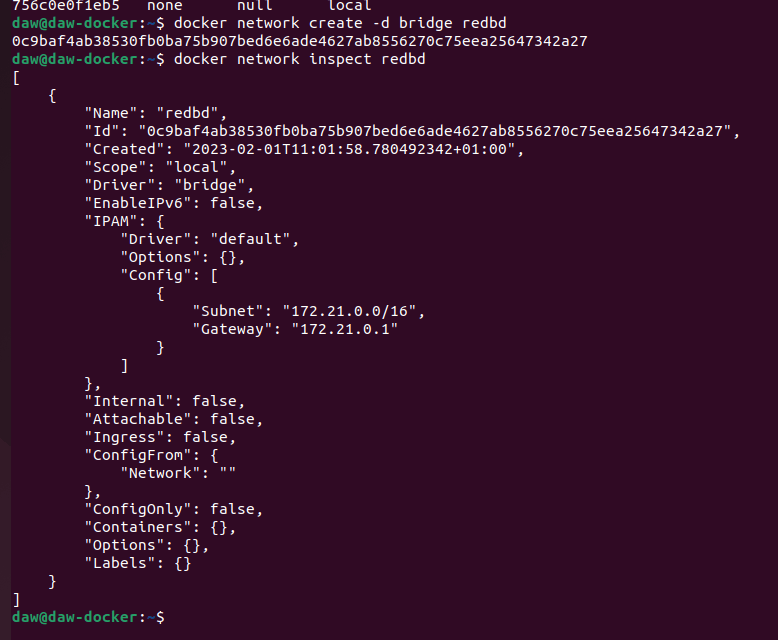 756c0e0f1eb5   none      null      local
daw@daw-docker:~$ docker network create -d bridge redbd
0c9baf4ab38530fb0ba75b907bed6e6ade4627ab8556270c75eea25647342a27
daw@daw-docker:~$ docker network inspect redbd
[
    {
        "Name": "redbd",
        "Id": "0c9baf4ab38530fb0ba75b907bed6e6ade4627ab8556270c75eea25647342a27",
        "Created": "2023-02-01T11:01:58.780492342+01:00",
        "Scope": "local",
        "Driver": "bridge",
        "EnableIPv6": false,
        "IPAM": {
            "Driver": "default",
            "Options": {},
            "Config": [
                {
                    "Subnet": "172.21.0.0/16",
                    "Gateway": "172.21.0.1"
                }
            ]
        },
        "Internal": false,
        "Attachable": false,
        "Ingress": false,
        "ConfigFrom": {
            "Network": ""
        },
        "ConfigOnly": false,
        "Containers": {},
        "Options": {},
        "Labels": {}
    }
]
daw@daw-docker:~$